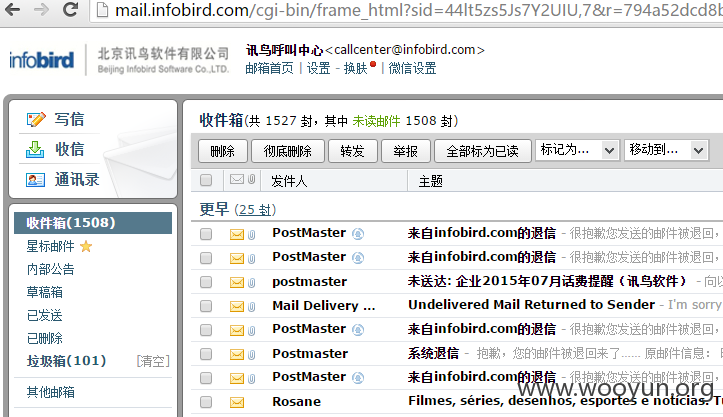 mail.infobird.com/cgi-bin/frame_html?sid=44lt5zs5Js7Y2UIU,7&r=794a52dcd8b
infobird 北京讯鸟软件有限公司
Beijing Infobird Software Co.,LTD.
讯鸟呼叫中心<callcenter@infobird.com>
邮箱首页 | 设置 - 换肤 | 微信设置
写信
收信
通讯录
收件箱(1508)
星标邮件
内部公告
草稿箱
已发送
已删除
垃圾箱(101) [清空]
其他邮箱
收件箱(共 1527 封，其中 未读邮件 1508 封)
删除 彻底删除 转发 举报 全部标为已读 标记为... 移动到...
发件人 主题
更早 (25 封)
PostMaster 来自infobird.com的退信 - 很抱歉您发送的邮件被退回，
PostMaster 来自infobird.com的退信 - 很抱歉您发送的邮件被退回，
postmaster 未送达: 企业2015年07月话费提醒（讯鸟软件） - 向以
Mail Delivery ... Undelivered Mail Returned to Sender - I'm sorry
PostMaster 来自infobird.com的退信 - 很抱歉您发送的邮件被退回，
Postmaster 系统退信 - 抱歉，您的邮件被退回来了…… 原邮件信息：
PostMaster 来自infobird.com的退信 - 很抱歉您发送的邮件被退回，
Rosane Filmes, séries, desenhos, esportes e notícias.
www.wooyun.org